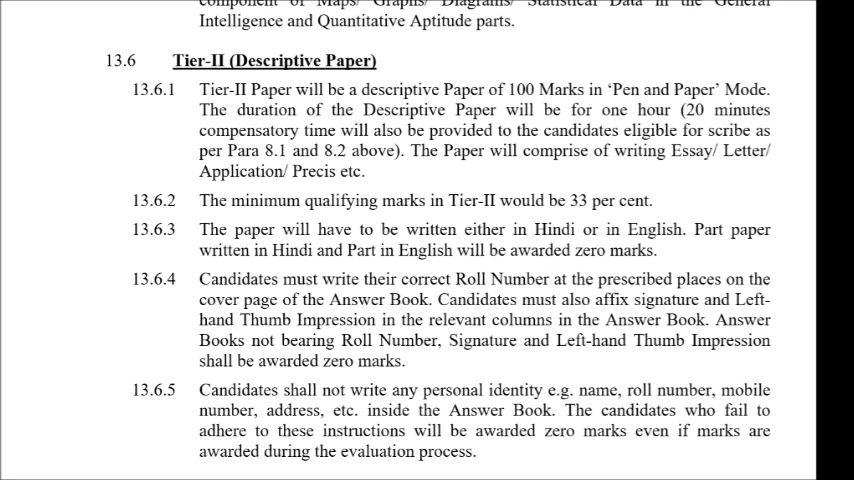 component of Maps/ Graphs/ Diagrams/ Statistical Data in the General
Intelligence and Quantitative Aptitude parts.
13.6 Tier-II (Descriptive Paper)
13.6.1 Tier-II Paper will be a descriptive Paper of 100 Marks in ‘Pen and Paper’ Mode.
The duration of the Descriptive Paper will be for one hour (20 minutes
compensatory time will also be provided to the candidates eligible for scribe as
per Para 8.1 and 8.2 above). The Paper will comprise of writing Essay/ Letter/
Application/ Precis etc.
13.6.2 The minimum qualifying marks in Tier-II would be 33 per cent.
13.6.3 The paper will have to be written either in Hindi or in English. Part paper
written in Hindi and Part in English will be awarded zero marks.
13.6.4 Candidates must write their correct Roll Number at the prescribed places on the
cover page of the Answer Book. Candidates must also affix signature and Left-
hand Thumb Impression in the relevant columns in the Answer Book. Answer
Books not bearing Roll Number, Signature and Left-hand Thumb Impression
shall be awarded zero marks.
13.6.5 Candidates shall not write any personal identity e.g. name, roll number, mobile
number, address, etc. inside the Answer Book. The candidates who fail to
adhere to these instructions will be awarded zero marks even if marks are
awarded during the evaluation process.